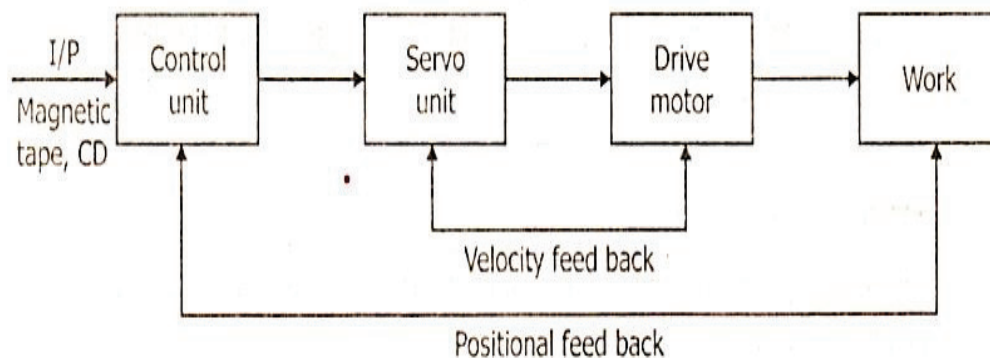 I/P
Magnetic
tape, CD
Control
unit
Servo
unit
Drive
motor
Work
Velocity feed back
Positional feed back